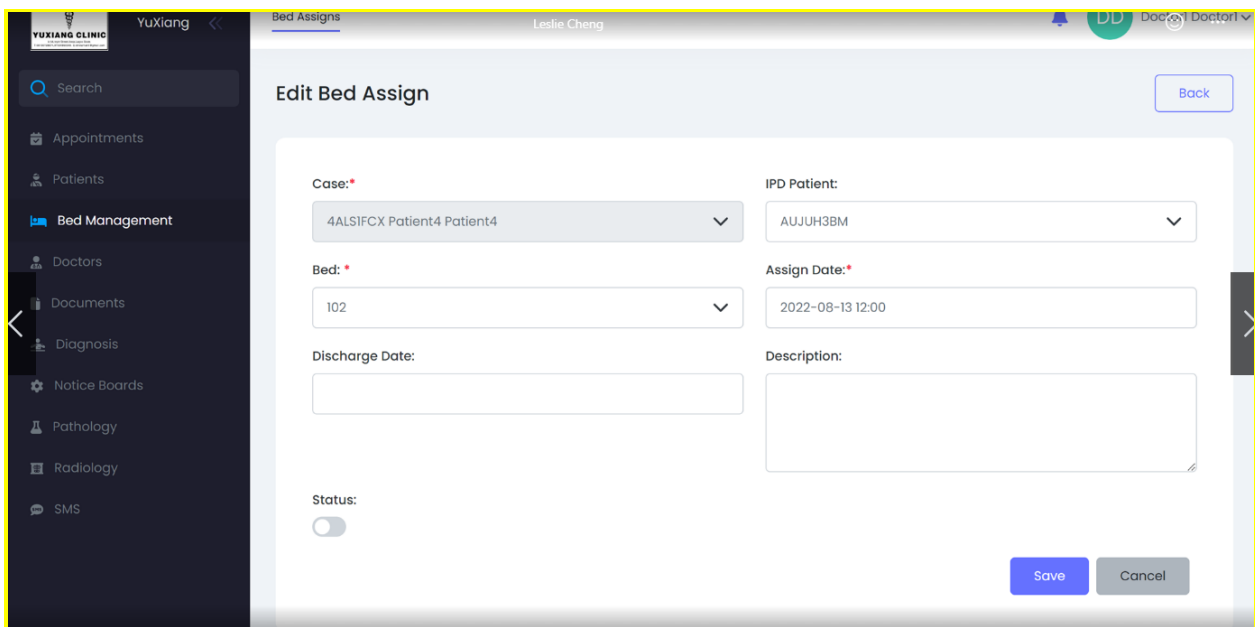 YUXIANG CLINIC
YuXiang
Bed Assigns
Leslie Cheng
DD
Doctor1 Doctor1
Search
Appointments
Patients
Bed Management
Doctors
Documents
Diagnosis
Notice Boards
Pathology
Radiology
SMS
Edit Bed Assign
Back
Case:*
IPD Patient:
4ALS1FCX Patient4 Patient4
AUJUH3BM
Bed: *
Assign Date:*
102
2022-08-13 12:00
Discharge Date:
Description:
Status:
Save
Cancel